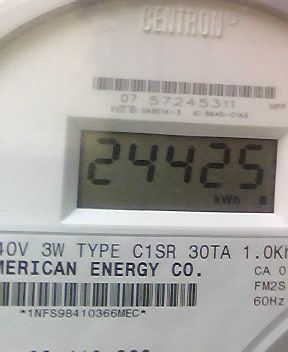 CENTRON
07 57245311
24425
kWh
40V 3W TYPE C1SR 30TA 1.0Kh
MERICAN ENERGY CO.
CA 0
FM2S
60Hz
*1NFS98410366MEC*